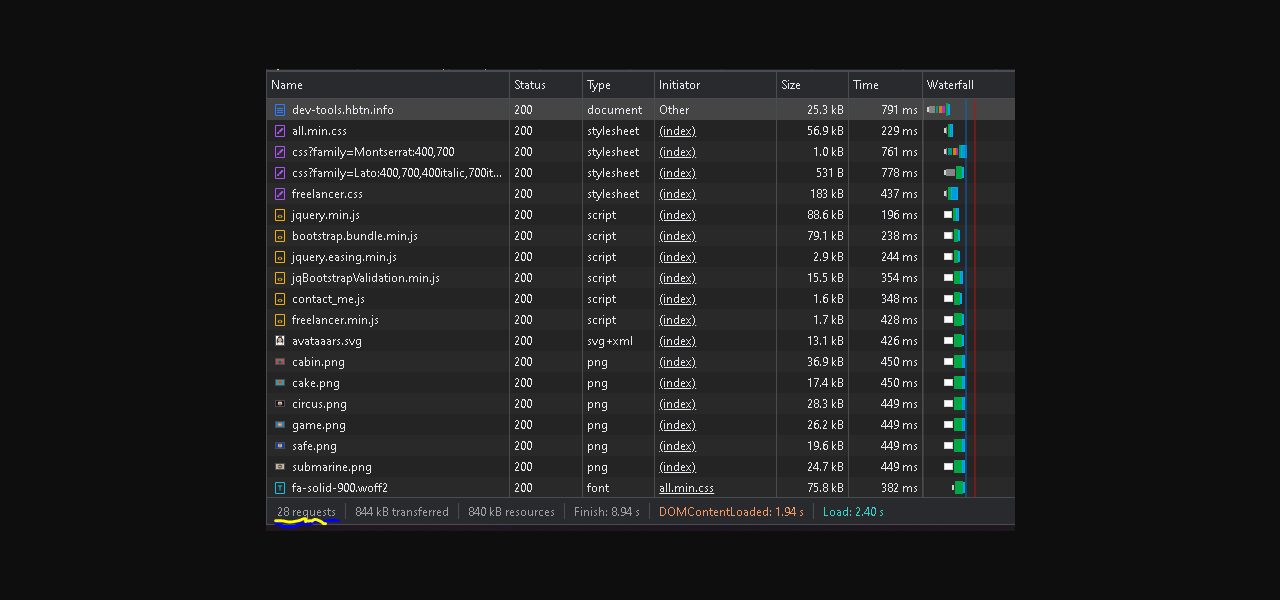 Name Status Type Initiator Size Time Waterfall
dev-tools.hbtn.info 200 document Other 25.3 kB 791 ms
all.min.css 200 stylesheet (index) 56.9 kB 229 ms
css?family=Montserrat:400,700 200 stylesheet (index) 1.0 kB 761 ms
css?family=Lato:400,700,400italic,700it... 200 stylesheet (index) 531 B 778 ms
freelancer.css 200 stylesheet (index) 183 kB 437 ms
jquery.min.js 200 script (index) 88.6 kB 196 ms
bootstrap.bundle.min.js 200 script (index) 79.1 kB 238 ms
jquery.easing.min.js 200 script (index) 2.9 kB 244 ms
jqBootstrapValidation.min.js 200 script (index) 15.5 kB 354 ms
contact_me.js 200 script (index) 1.6 kB 348 ms
freelancer.min.js 200 script (index) 1.7 kB 428 ms
avataaars.svg 200 svg+xml (index) 13.1 kB 426 ms
cabin.png 200 png (index) 36.9 kB 450 ms
cake.png 200 png (index) 17.4 kB 450 ms
circus.png 200 png (index) 28.3 kB 449 ms
game.png 200 png (index) 26.2 kB 449 ms
safe.png 200 png (index) 19.6 kB 449 ms
submarine.png 200 png (index) 24.7 kB 449 ms
fa-solid-900.woff2 200 font all.min.css 75.8 kB 382 ms
28 requests 844 kB transferred 840 kB resources Finish: 8.94 s DOMContentLoaded: 1.94 s Load: 2.40 s